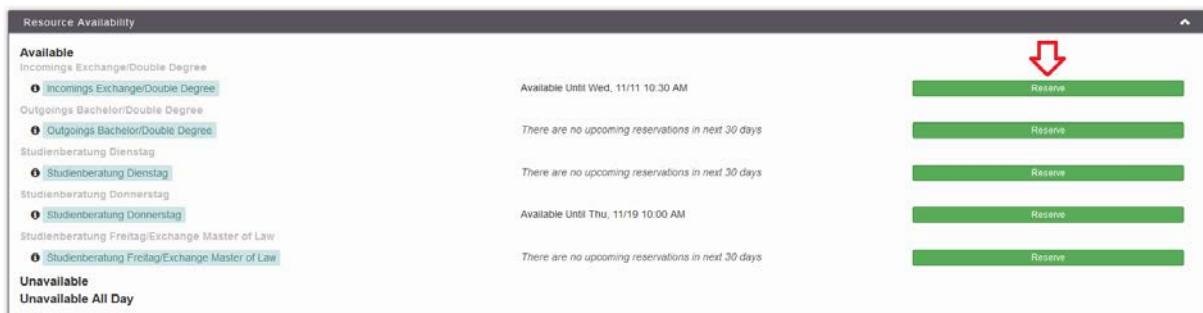 Resource Availability
Available
Incomings Exchange/Double Degree
Incomings Exchange/Double Degree Available Until Wed, 11/11 10:30 AM Reserve
Outgoings Bachelor/Double Degree
Outgoings Bachelor/Double Degree There are no upcoming reservations in next 30 days Reserve
Studienberatung Dienstag
Studienberatung Dienstag There are no upcoming reservations in next 30 days Reserve
Studienberatung Donnerstag
Studienberatung Donnerstag Available Until Thu, 11/19 10:00 AM Reserve
Studienberatung Freitag/Exchange Master of Law
Studienberatung Freitag/Exchange Master of Law There are no upcoming reservations in next 30 days Reserve
Unavailable
Unavailable All Day